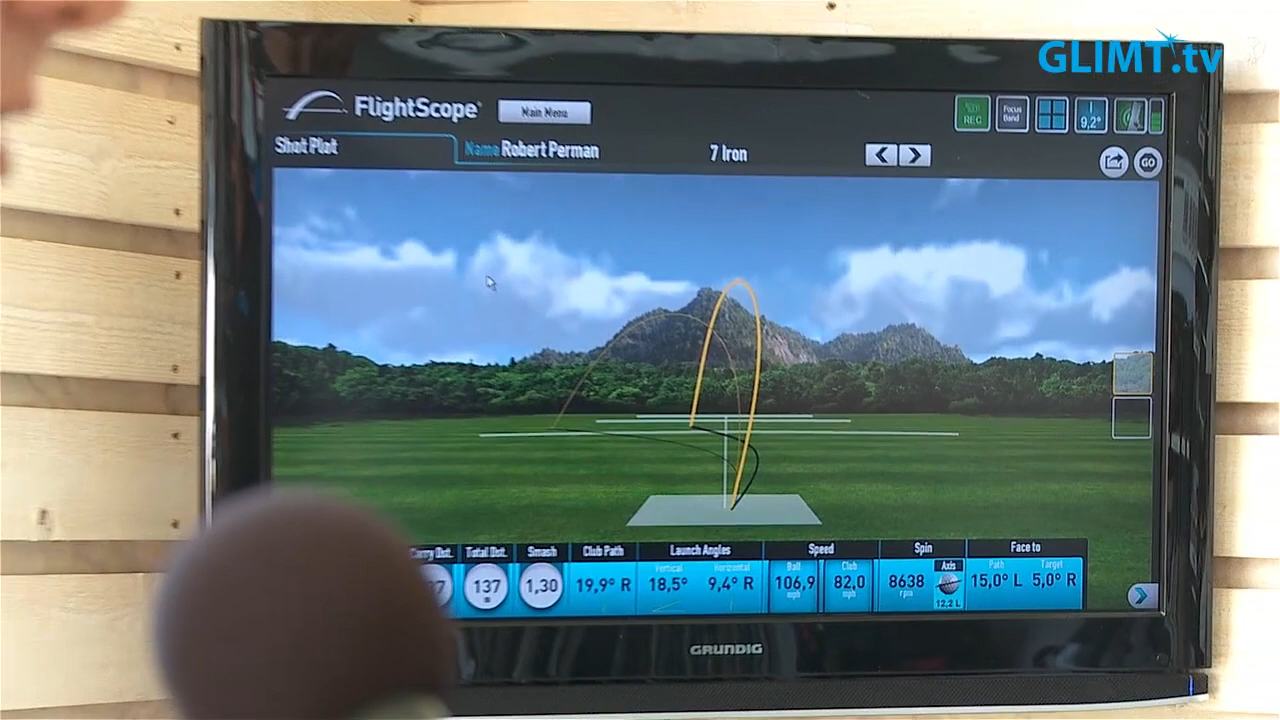 GLIMT.tv
FlightScope
Main Menu
REC
Focus Band
9,2°
Shot Plot
Name Robert Perman
7 Iron
GO
Carry Dist. Total Dist. Smash Club Path Launch Angles Speed Spin Face to
Vertical Horizontal Ball Club Axis Path Target
137 1,30 19,9° R 18,5° 9,4° R 106,9 82,0 8638 15,0° L 5,0° R
mph mph rpm 12,2 L
GRUNDIG